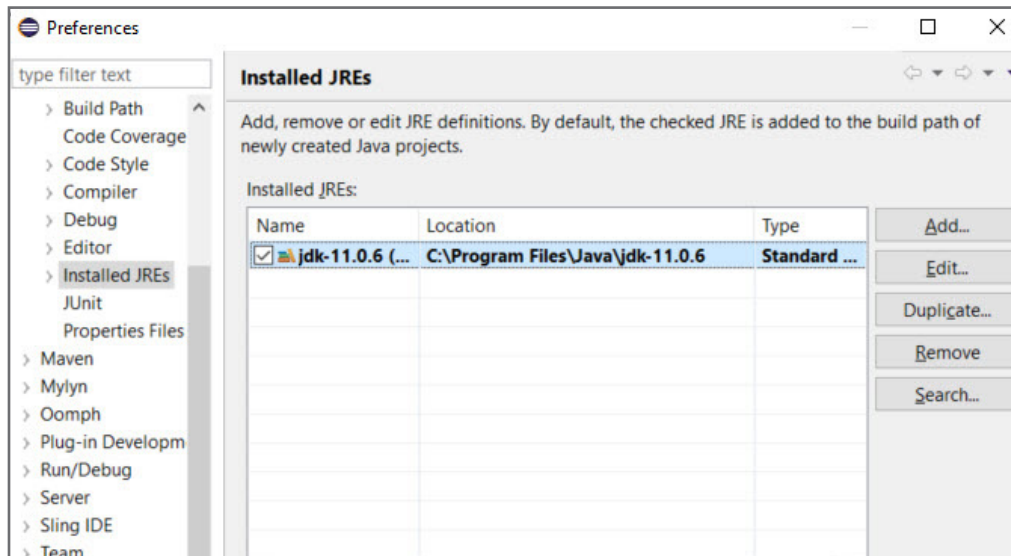 Preferences
type filter text
Build Path
Code Coverage
Code Style
Compiler
Debug
Editor
Installed JREs
JUnit
Properties Files
Maven
Mylyn
Oomph
Plug-in Developm
Run/Debug
Server
Sling IDE
Team
Installed JREs
Add, remove or edit JRE definitions. By default, the checked JRE is added to the build path of
newly created Java projects.
Installed JREs:
Name Location Type
jdk-11.0.6 (... C:\Program Files\Java\jdk-11.0.6 Standard ...
Add...
Edit...
Duplicate...
Remove
Search...